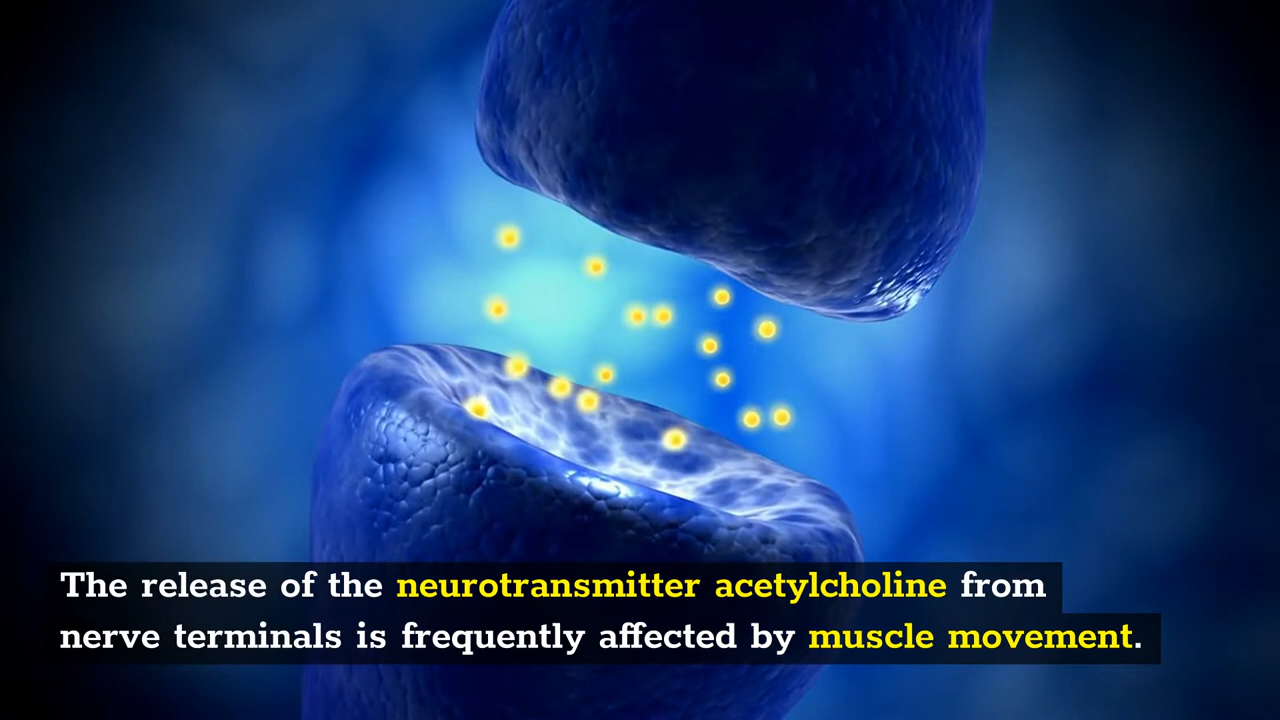 The release of the neurotransmitter acetylcholine from
nerve terminals is frequently affected by muscle movement.